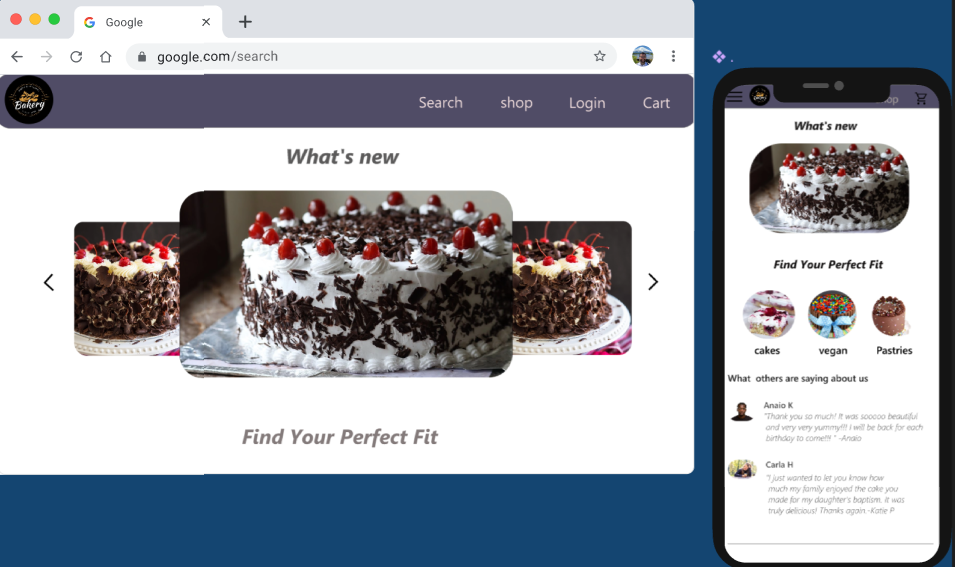 Google
google.com/search
Bakery
Search shop Login Cart
What's new
Find Your Perfect Fit
What's new
Find Your Perfect Fit
cakes vegan Pastries
What others are saying about us
Anaio K
"Thank you so much! It was sooooo beautiful
and very very yummy!!! I will be back for each
birthday to come!!! " -Anaio
Carla H
"I just wanted to let you know how
much my family enjoyed the cake you
made for my daughter's baptism. It was
truly delicious! Thanks again -Katie P